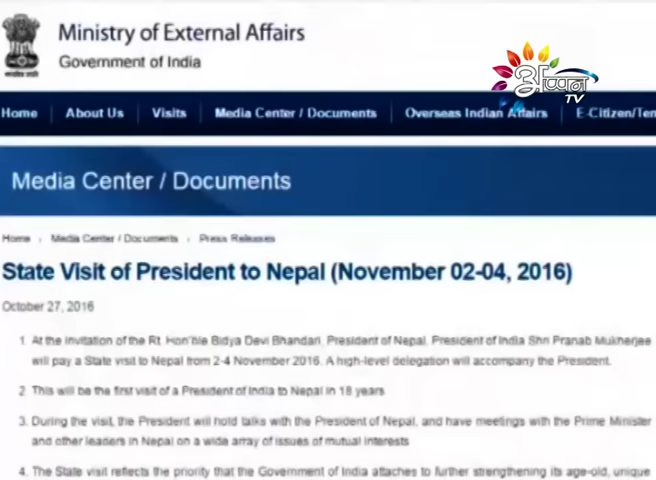 Ministry of External Affairs
Government of India
अप्पन
TV
Home About Us Visits Media Center / Documents Overseas Indian Affairs E-Citizen/Ten
Media Center / Documents
Home › Media Center / Documents › Press Releases
State Visit of President to Nepal (November 02-04, 2016)
October 27, 2016
1. At the invitation of the Rt. Hon'ble Bidya Devi Bhandari, President of Nepal, President of India Shri Pranab Mukherjee
will pay a State visit to Nepal from 2-4 November 2016. A high-level delegation will accompany the President.
2. This will be the first visit of a President of India to Nepal in 18 years
3. During the visit, the President will hold talks with the President of Nepal, and have meetings with the Prime Minister
and other leaders in Nepal on a wide array of issues of mutual interests
4. The State visit reflects the priority that the Government of India attaches to further strengthening its age-old, unique